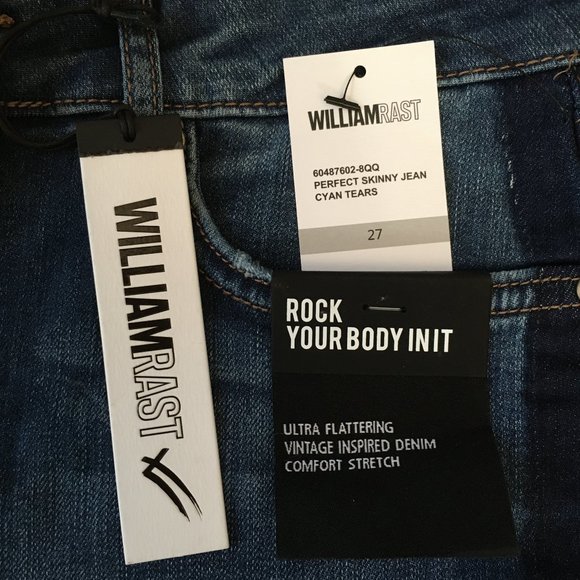 WILLIAMRAST
WILLIAMRAST
60487602-8QQ
PERFECT SKINNY JEAN
CYAN TEARS
27
ROCK
YOUR BODY IN IT
ULTRA FLATTERING
VINTAGE INSPIRED DENIM
COMFORT STRETCH